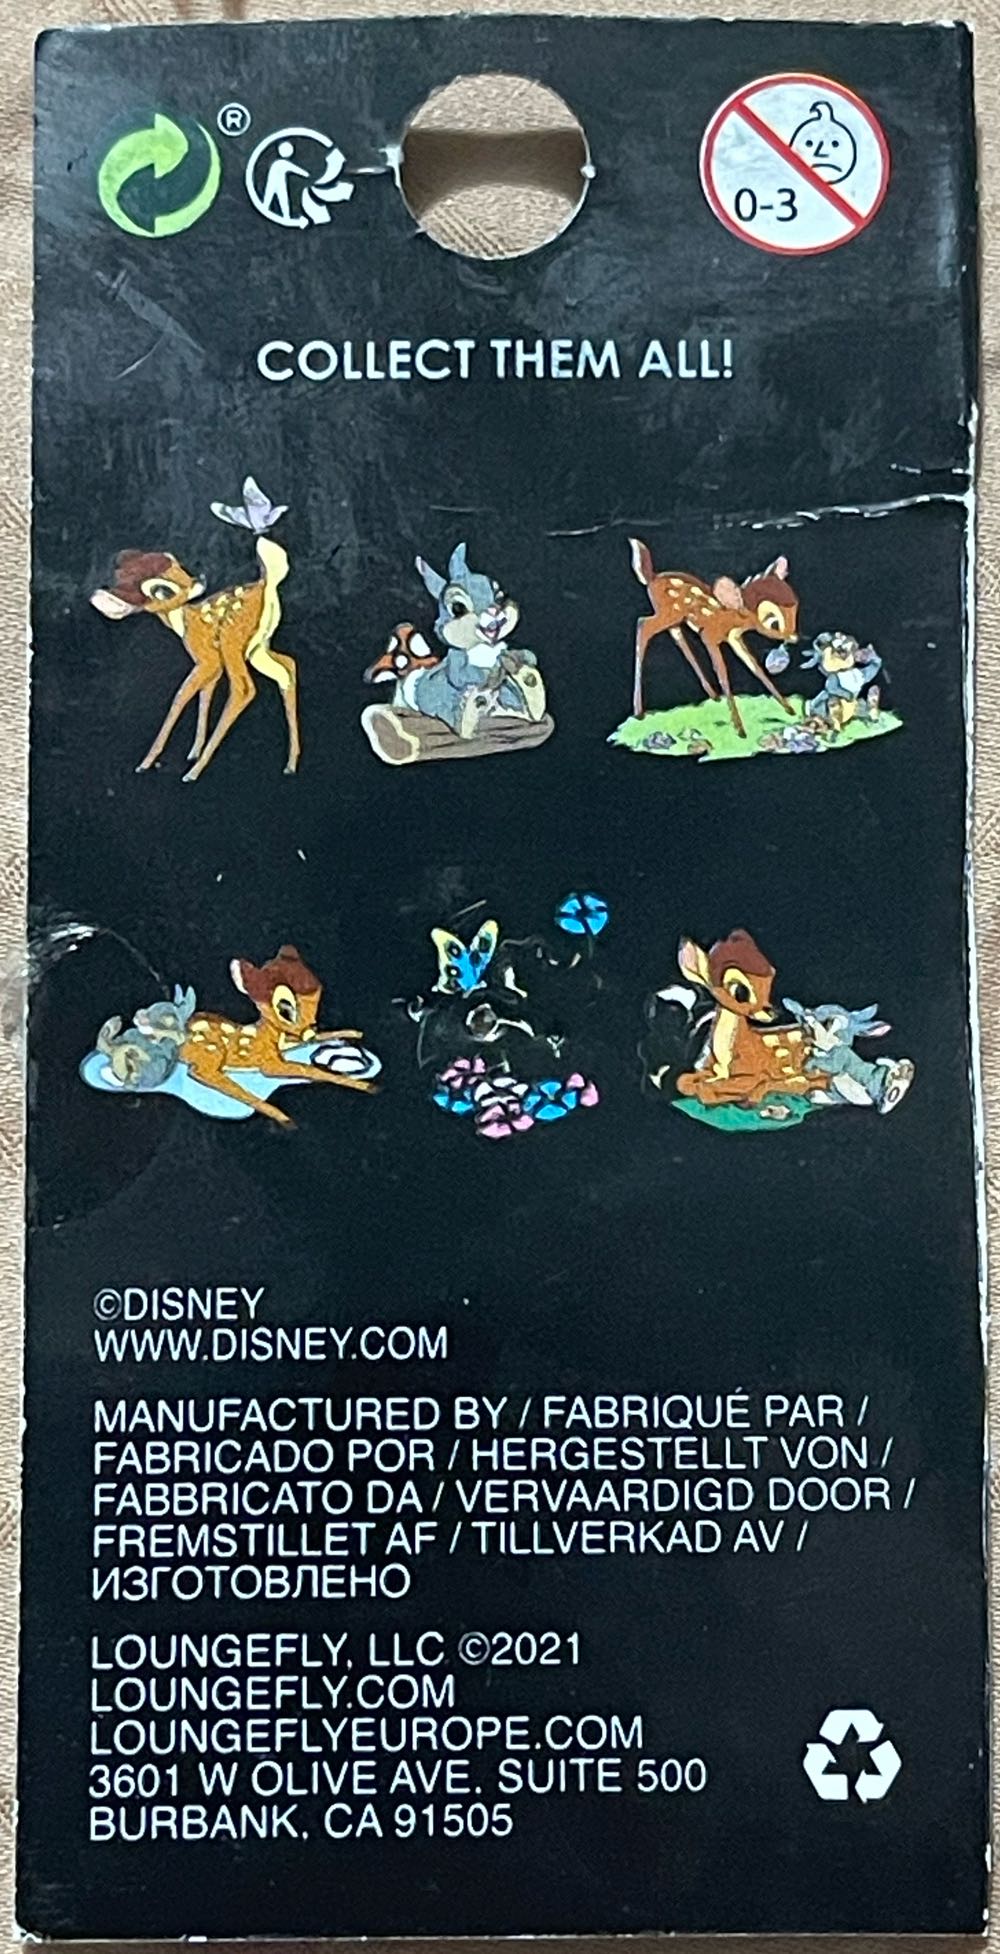 ®
0-3
COLLECT THEM ALL!
©DISNEY
WWW.DISNEY.COM
MANUFACTURED BY / FABRIQUÉ PAR /
FABRICADO POR / HERGESTELLT VON /
FABBRICATO DA / VERVAARDIGD DOOR /
FREMSTILLET AF / TILLVERKAD AV /
ИЗГОТОВЛЕНО
LOUNGEFLY, LLC ©2021
LOUNGEFLY.COM
LOUNGEFLYEUROPE.COM
3601 W OLIVE AVE. SUITE 500
BURBANK, CA 91505